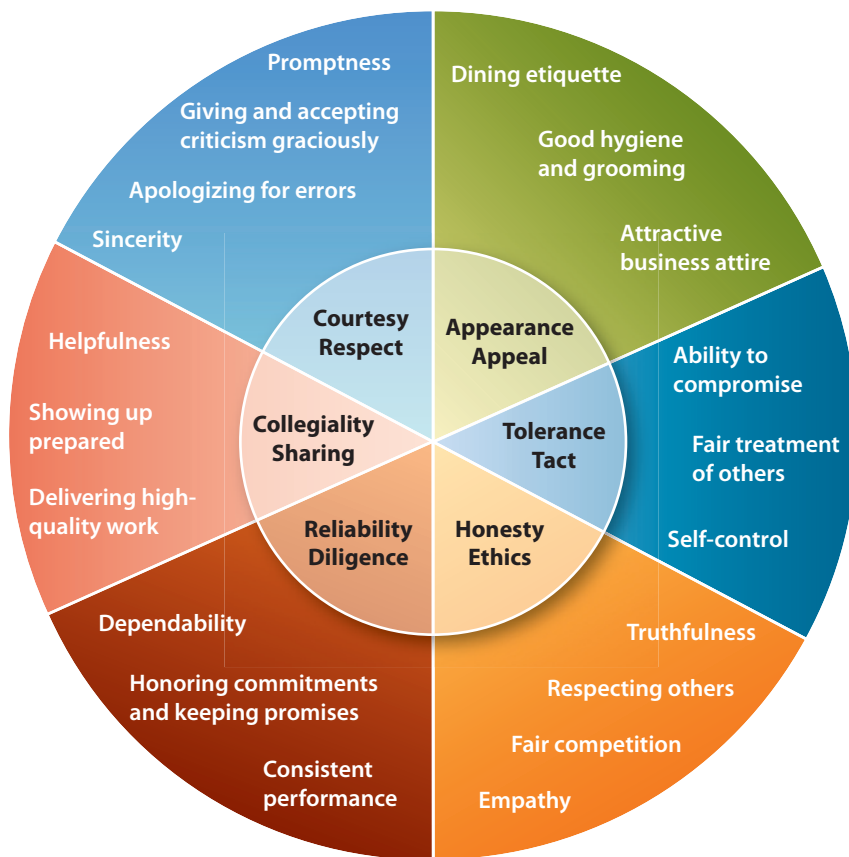 Promptness
Giving and accepting
criticism graciously
Apologizing for errors
Sincerity
Courtesy
Respect
Dining etiquette
Good hygiene
and grooming
Attractive
business attire
Appearance
Appeal
Ability to
compromise
Fair treatment
of others
Self-control
Tolerance
Tact
Truthfulness
Respecting others
Fair competition
Empathy
Honesty
Ethics
Dependability
Honoring commitments
and keeping promises
Consistent
performance
Reliability
Diligence
Helpfulness
Showing up
prepared
Delivering high-
quality work
Collegiality
Sharing